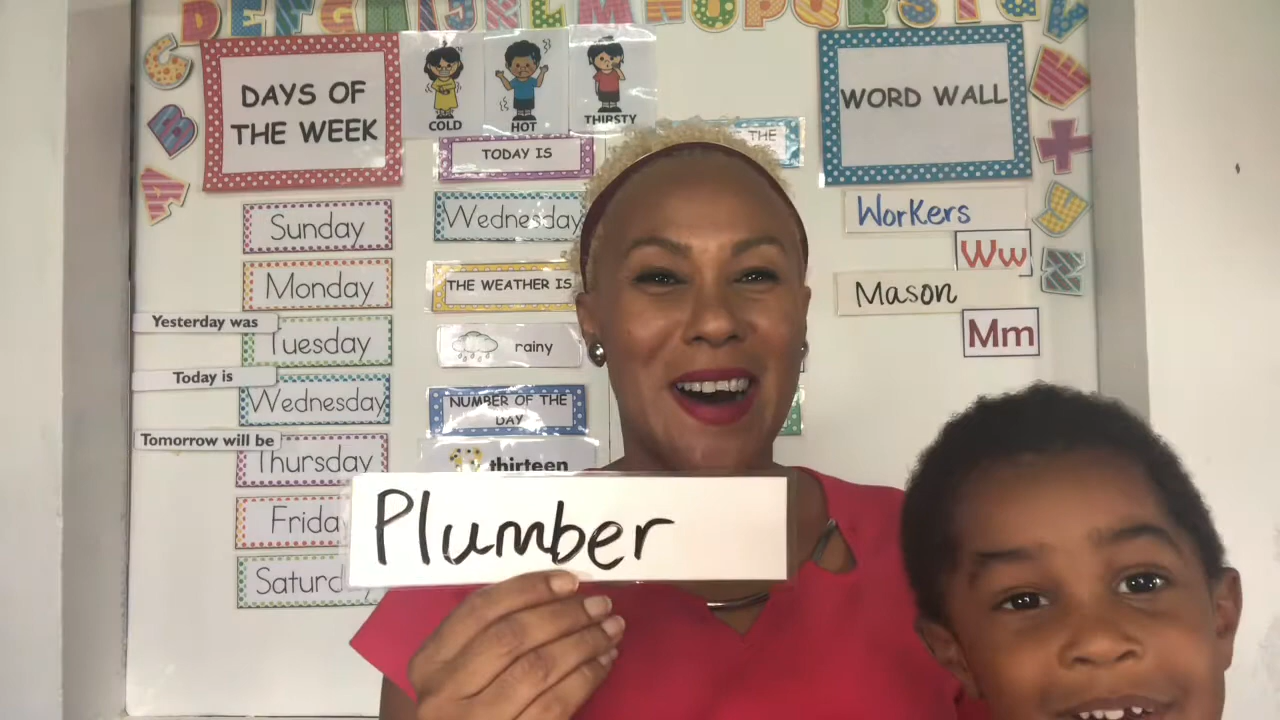 DEFGHIJKLMNOPQRSTUV
DAYS OF
THE WEEK
COLD
HOT
THIRSTY
TODAY IS
Wednesday
THE WEATHER IS
rainy
NUMBER OF THE
DAY
thirteen
Sunday
Monday
Yesterday was
Tuesday
Today is
Wednesday
Tomorrow will be
Thursday
THE
WORD WALL
Workers
Ww
Mason
Mm
Plumber
C
B
A